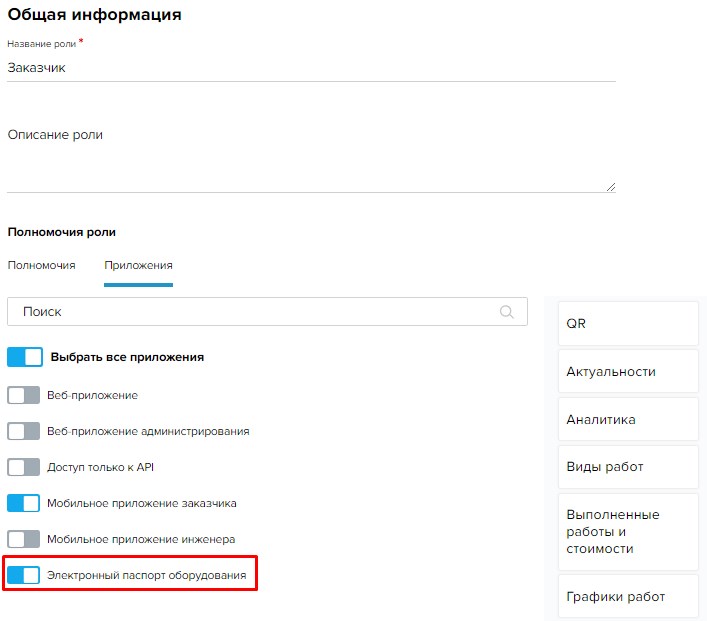 Общая информация
Название роли *
Заказчик
Описание роли
Полномочия роли
Полномочия
Приложения
Поиск
Выбрать все приложения
Веб-приложение
Веб-приложение администрирования
Доступ только к API
Мобильное приложение заказчика
Мобильное приложение инженера
Электронный паспорт оборудования
QR
Актуальности
Аналитика
Виды работ
Выполненные
работы и
стоимости
Графики работ